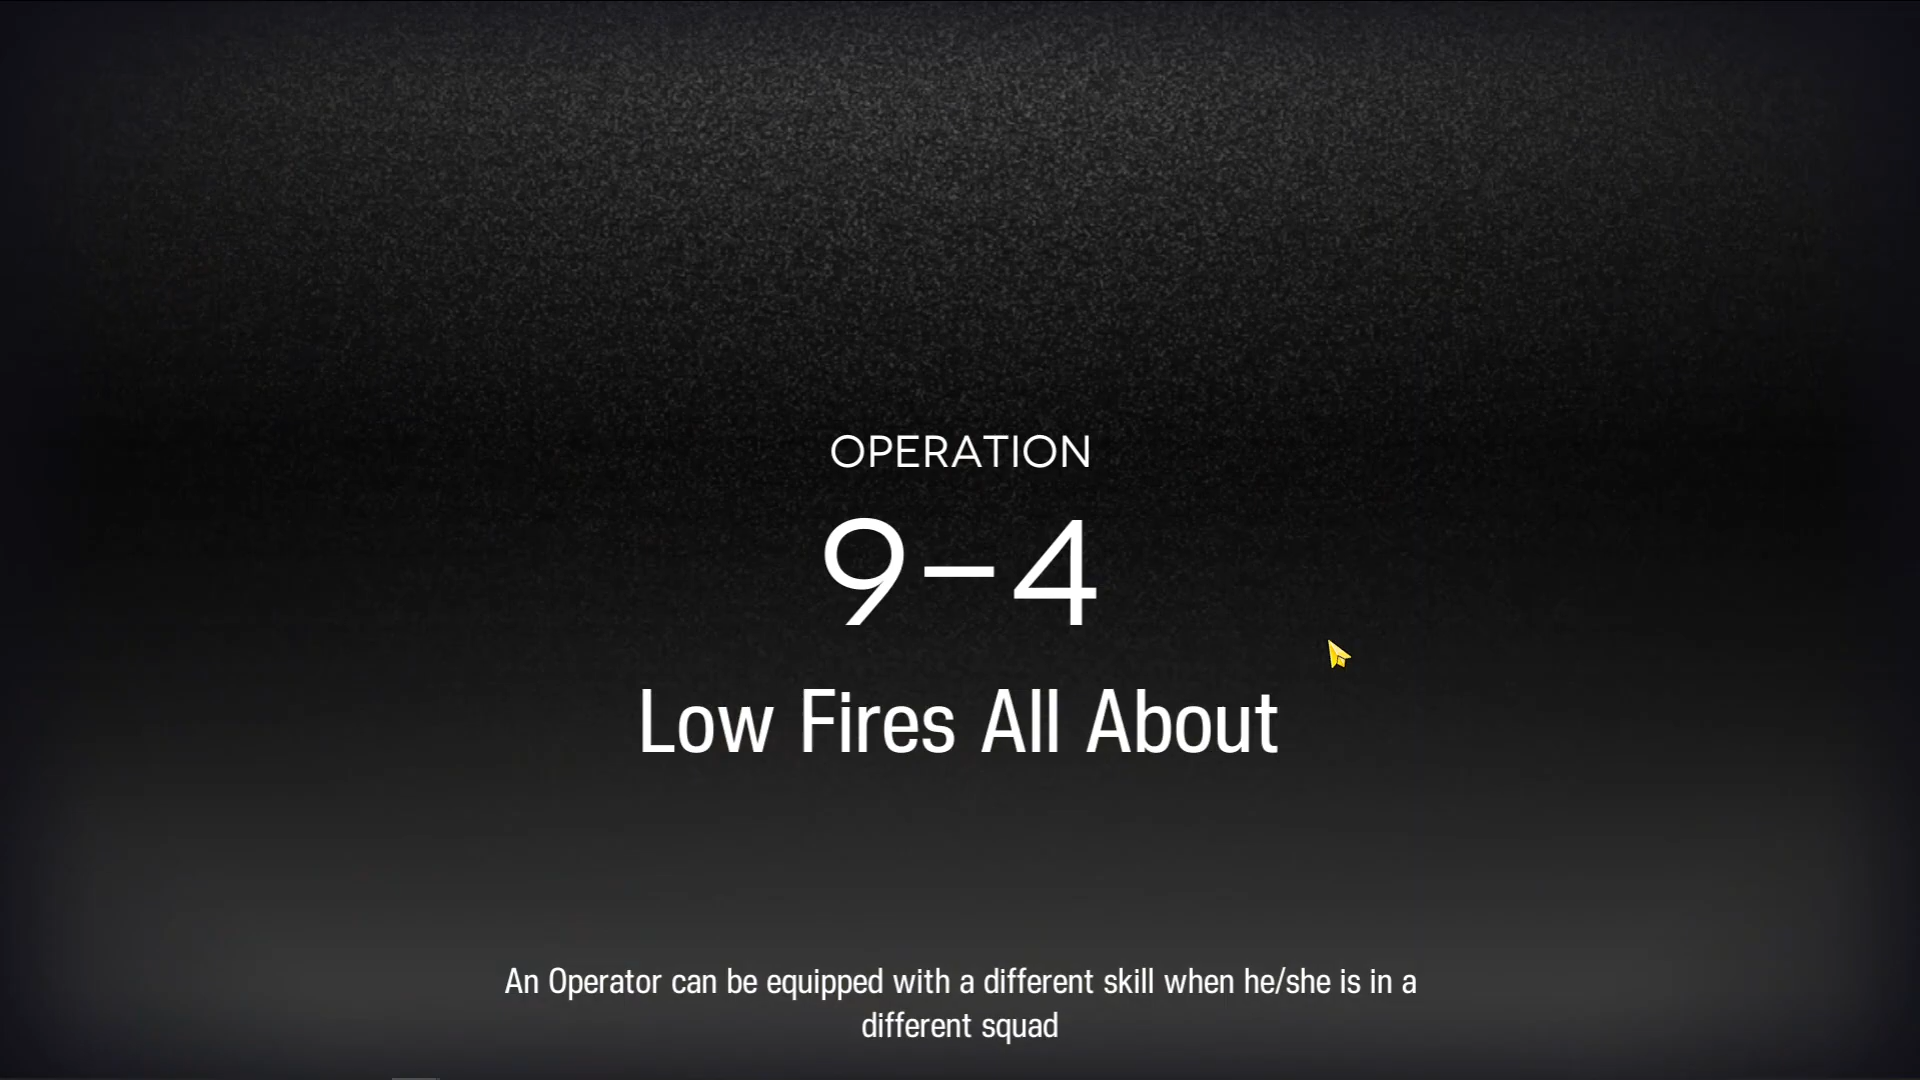 OPERATION
9–4
Low Fires All About
An Operator can be equipped with a different skill when he/she is in a
different squad